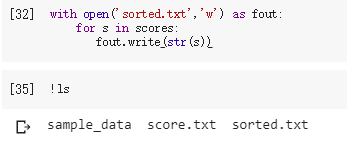 [32] with open('sorted.txt','w') as fout:
for s in scores:
fout.write(str(s))
[35] !ls
sample_data score.txt sorted.txt